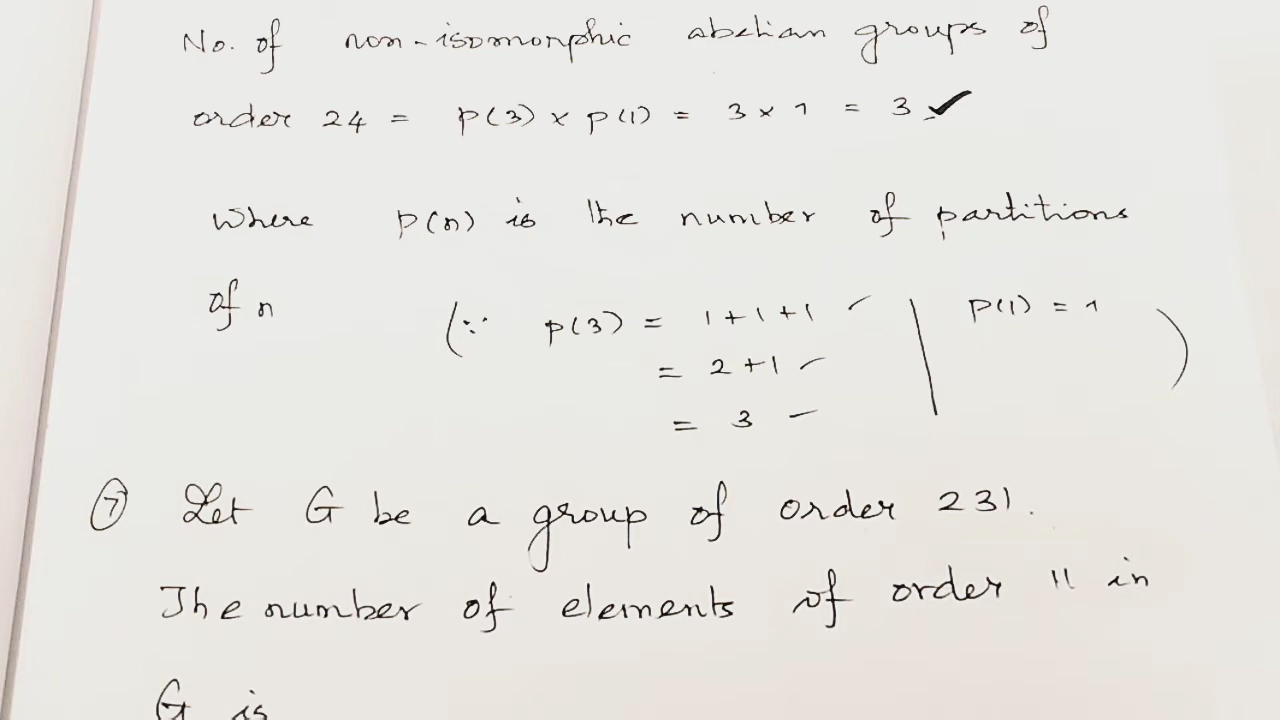 No. of non-isomorphic abelian groups of
order 24 = p(3) × p(1) = 3 × 1 = 3 ✓
where p(n) is the number of partitions
of n (∵ p(3) = 1+1+1 | p(1) = 1 )
= 2+1
= 3
⑦ Let G be a group of order 231.
The number of elements of order 11 in
G is